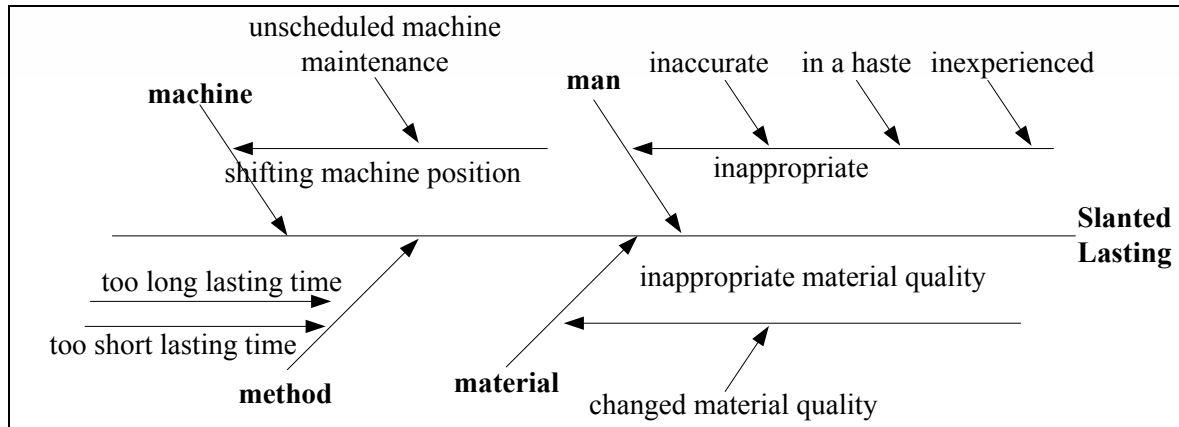 unscheduled machine
maintenance
machine
shifting machine position
man
inaccurate
in a haste
inexperienced
inappropriate
Slanted
Lasting
too long lasting time
too short lasting time
method
inappropriate material quality
material
changed material quality